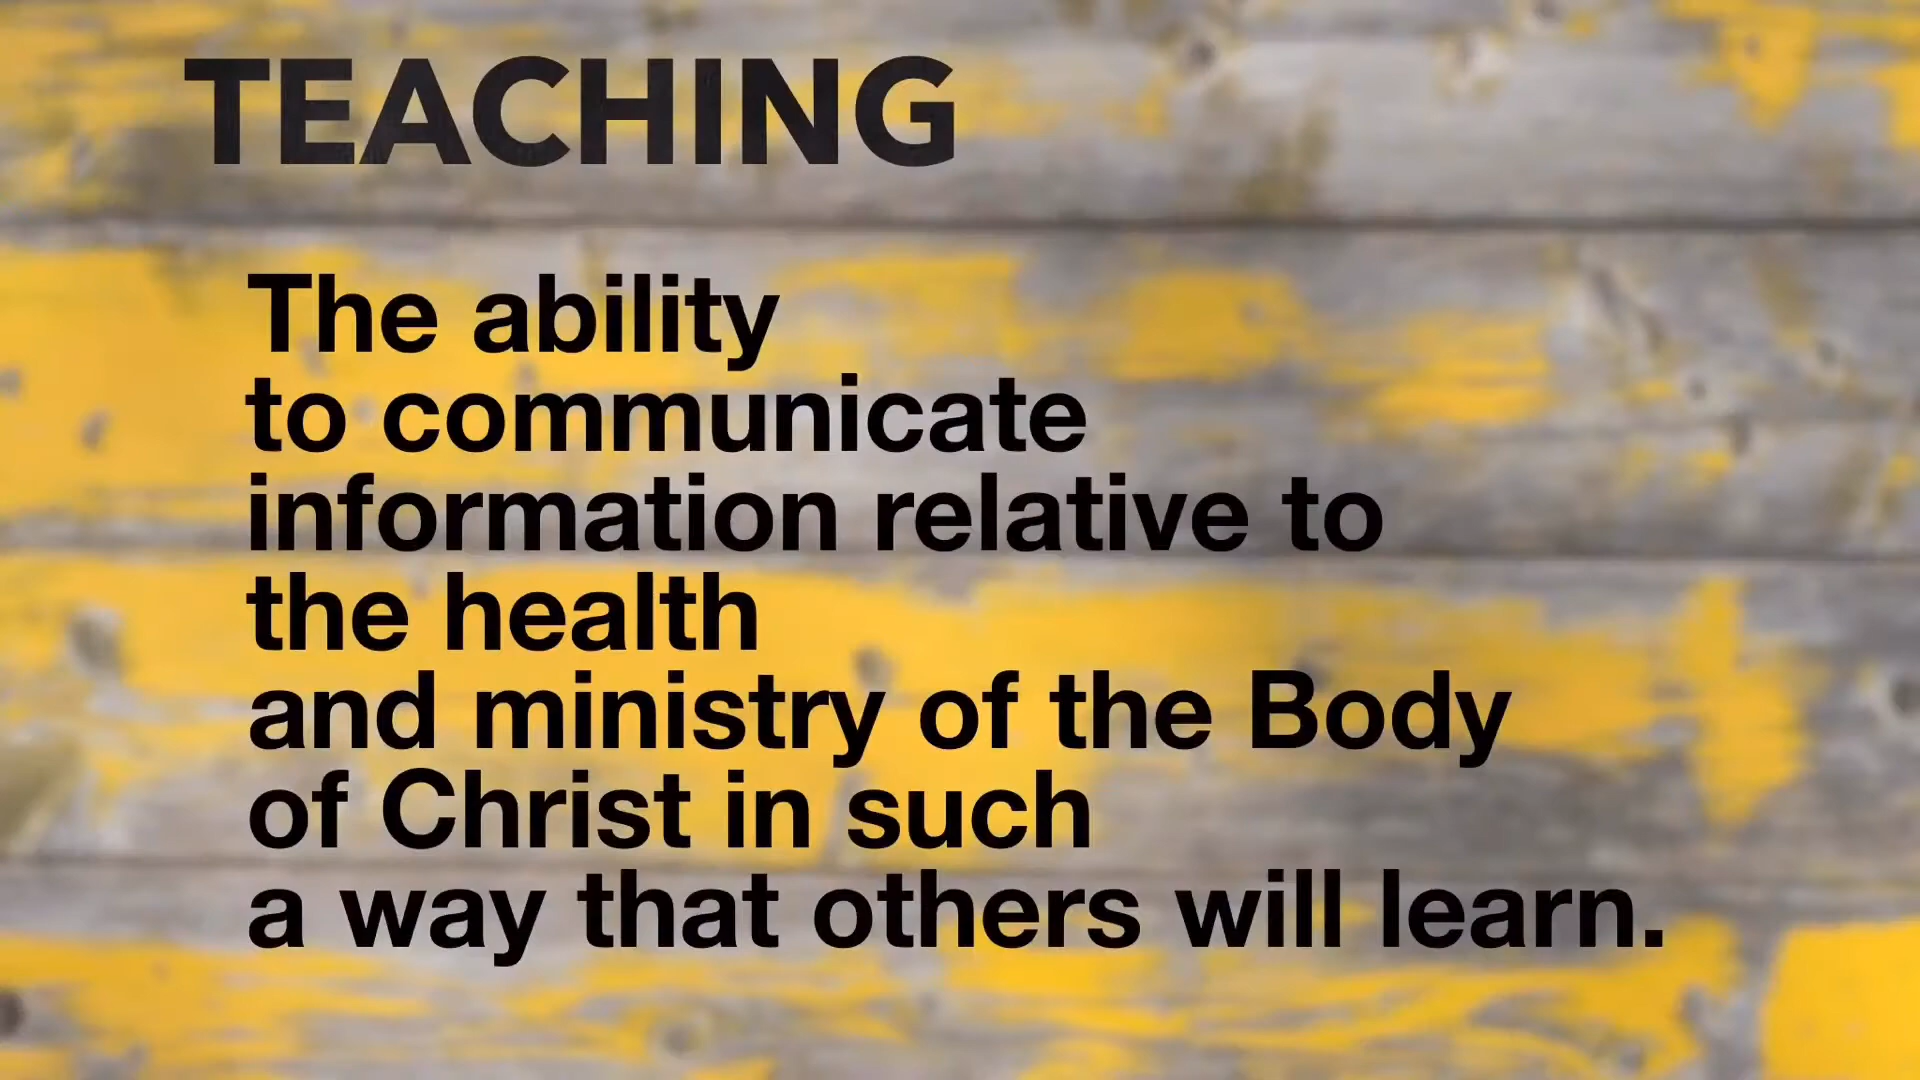 TEACHING
The ability
to communicate
information relative to
the health
and ministry of the Body
of Christ in such
a way that others will learn.